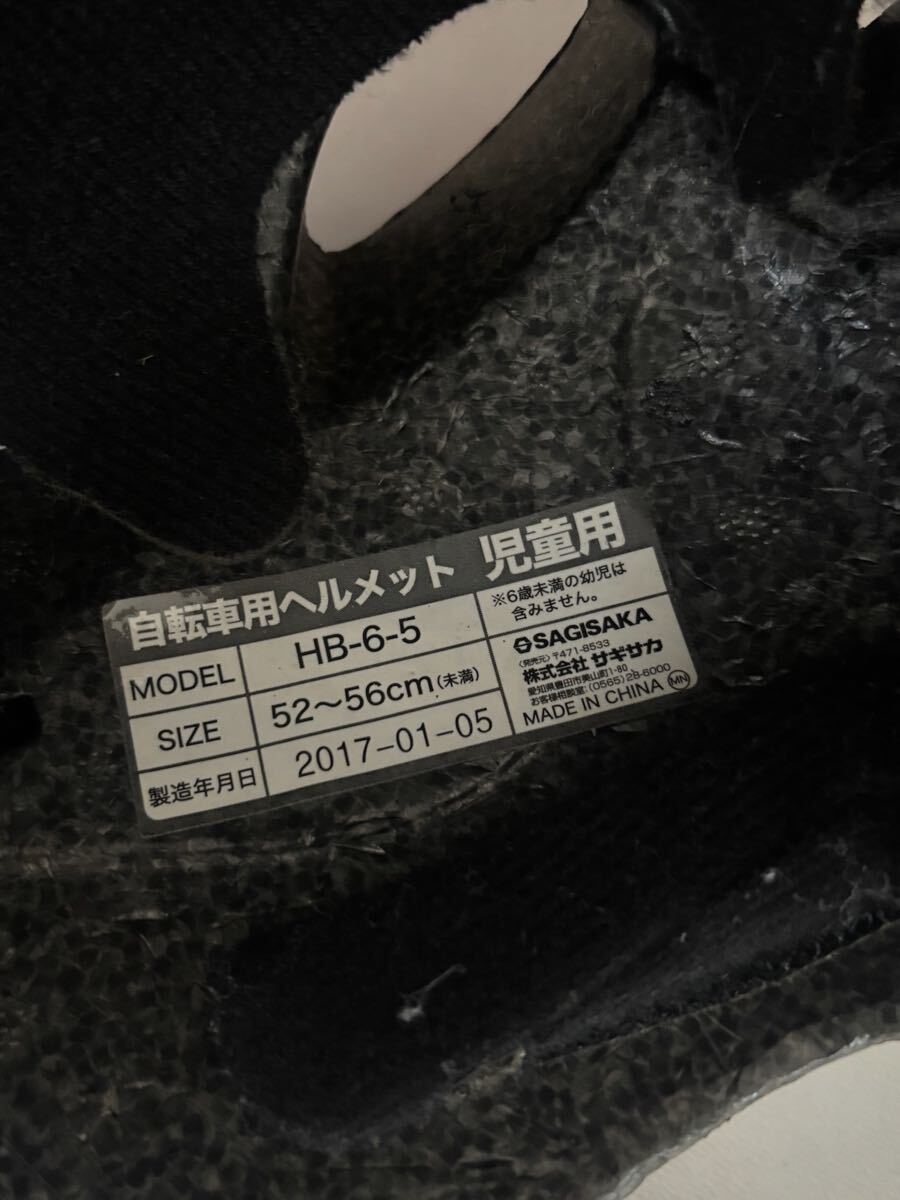 自転車用ヘルメット 児童用
MODEL HB-6-5
SIZE 52〜56cm(未満)
製造年月日 2017-01-05
※6歳未満の幼児は
含みません。
SAGISAKA
〈発売元〉〒471-8533
株式会社 サギサカ
愛知県豊田市美山町1-80
お客様相談室:(0565)28-6000
MADE IN CHINA MN